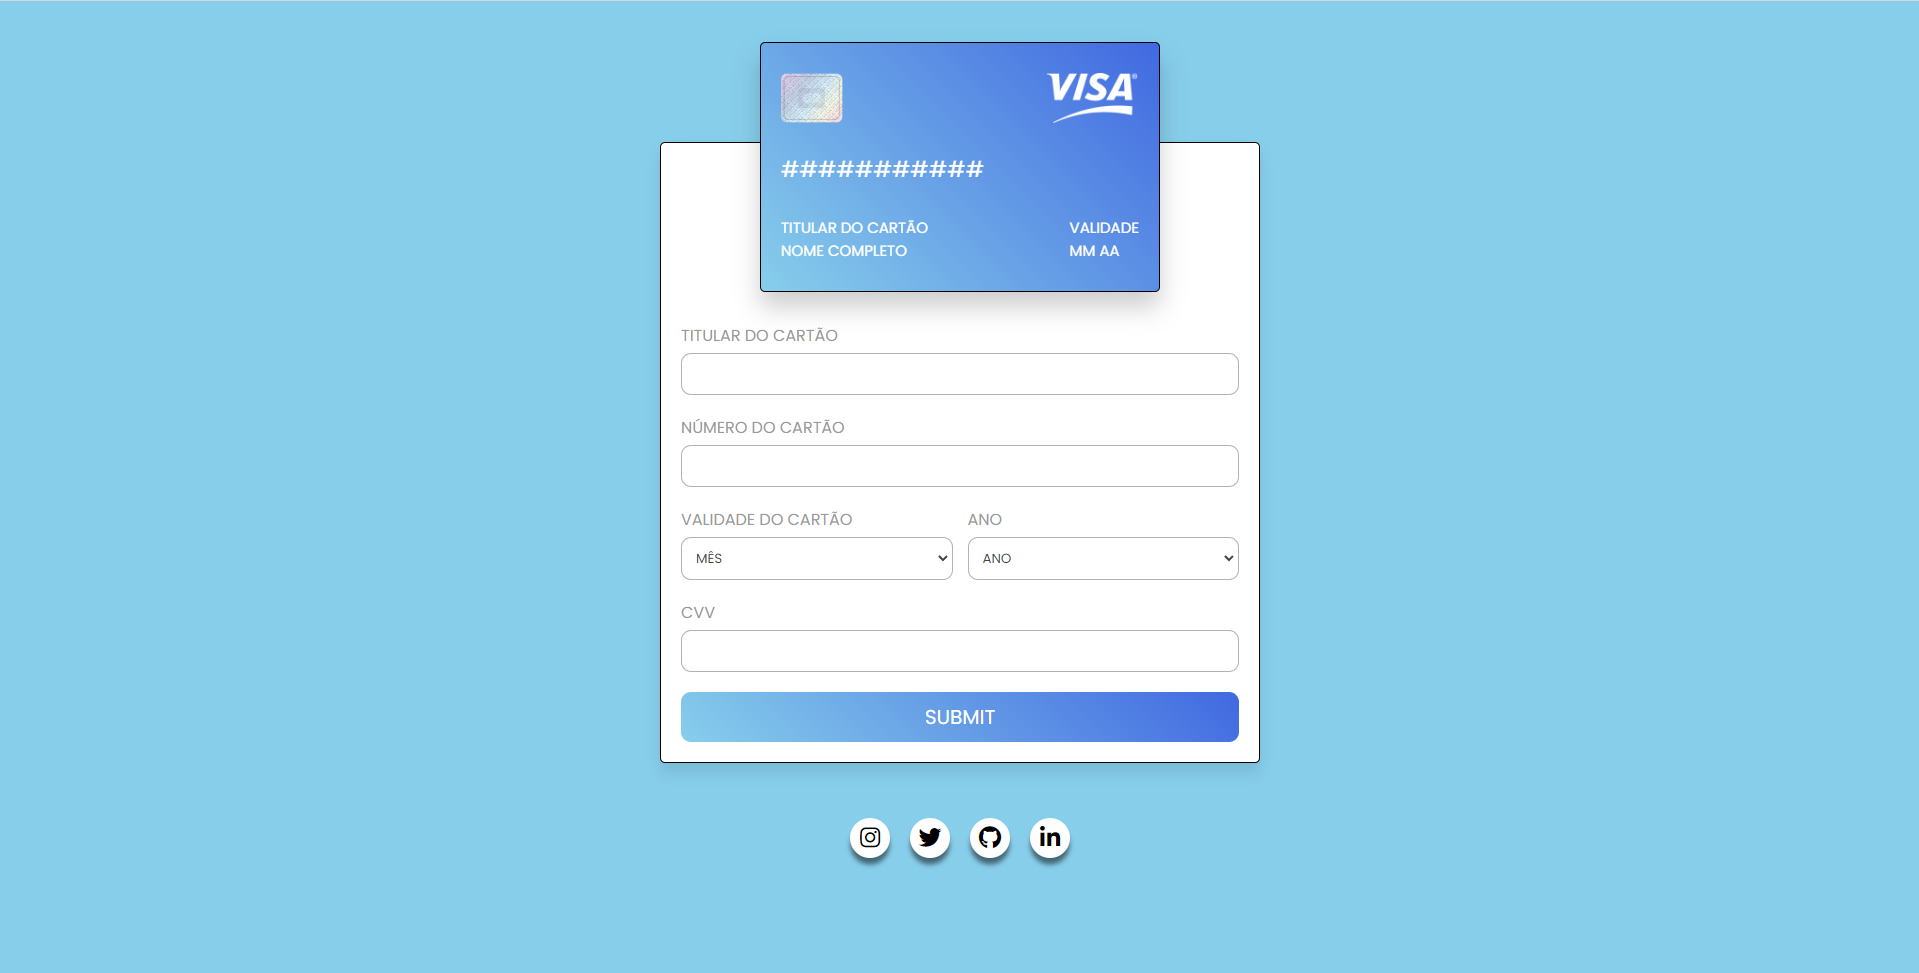 VISA
###########
TITULAR DO CARTÃO
NOME COMPLETO
VALIDADE
MM AA
TITULAR DO CARTÃO
NÚMERO DO CARTÃO
VALIDADE DO CARTÃO
MÊS
ANO
ANO
CVV
SUBMIT